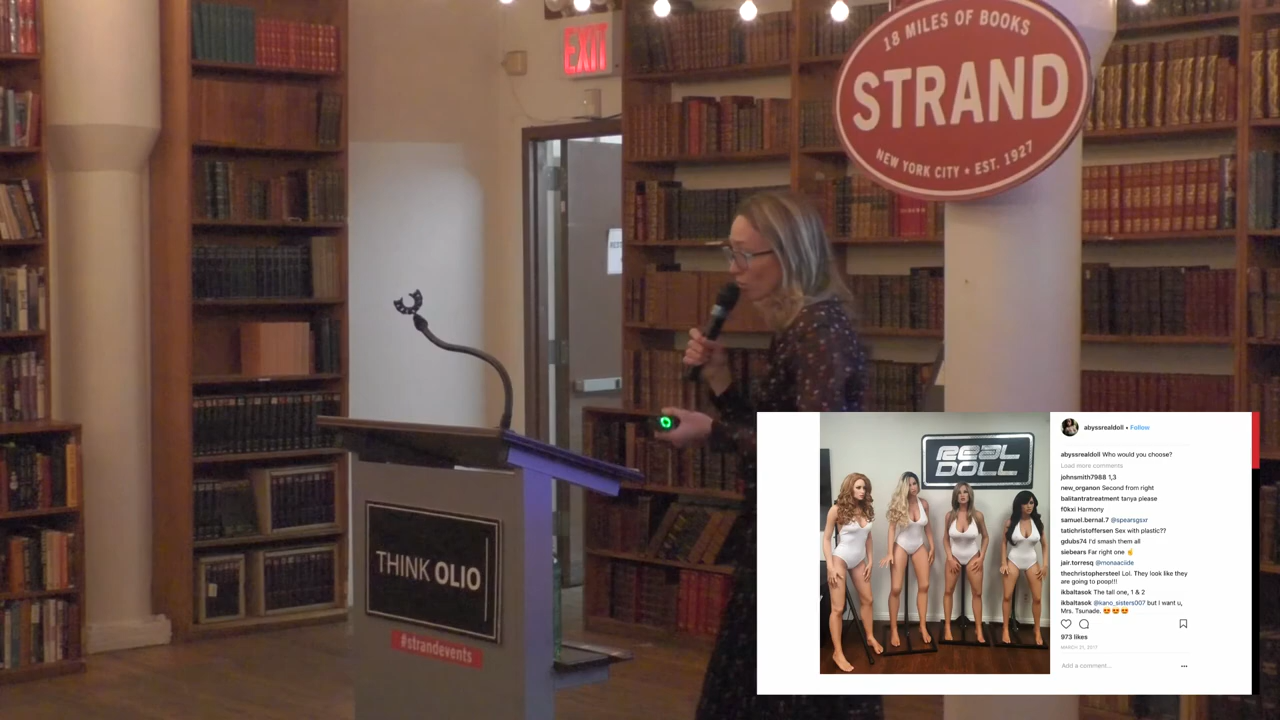 EXIT
18 MILES OF BOOKS
STRAND
NEW YORK CITY ★ EST. 1927
THINK OLIO
#strandevents
REAL
DOLL
abyssrealdoll • Follow
abyssrealdoll Who would you choose?
Load more comments
johnsmith7988 1,3
new_organon Second from right
balitantratreatment tanya please
f0kxi Harmony
samuel.bernal.7 @spearsgsxr
tatichristoffersen Sex with plastic??
gdubs74 I'd smash them all
siebears Far right one ☝
jair.torresq @monaaciide
thechristophersteel Lol. They look like they
are going to poop!!!
ikbaltasok The tall one, 1 & 2
ikbaltasok @kano_sisters007 but I want u,
Mrs. Tsunade. 😍😍😍
973 likes
MARCH 21, 2017
Add a comment...